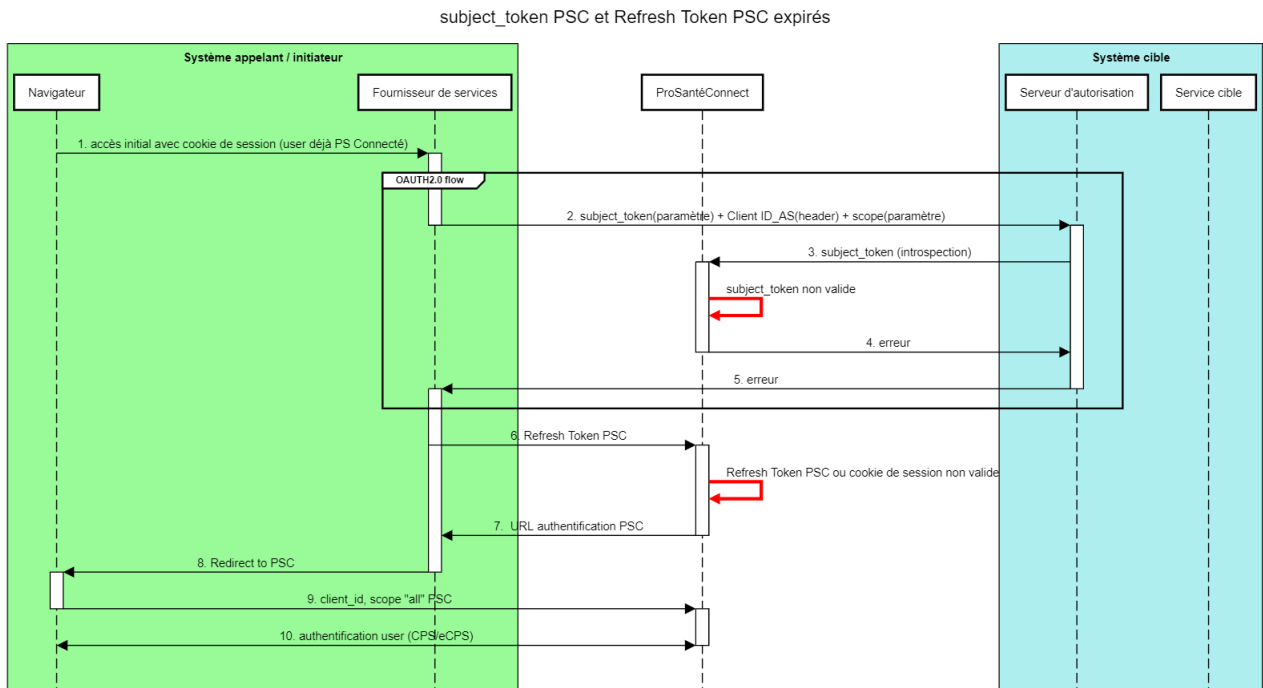 subject_token PSC et Refresh Token PSC expirés
Système appelant / initiateur
Système cible
Navigateur
Fournisseur de services
ProSantéConnect
Serveur d'autorisation
Service cible
1. accès initial avec cookie de session (user déjà PS Connecté)
OAUTH2.0 flow
2. subject_token(paramètre) + Client ID_AS(header) + scope(paramètre)
3. subject_token (introspection)
subject_token non valide
4. erreur
5. erreur
6. Refresh Token PSC
Refresh Token PSC ou cookie de session non valide
7. URL authentification PSC
8. Redirect to PSC
9. client_id, scope "all" PSC
10. authentification user (CPS/eCPS)